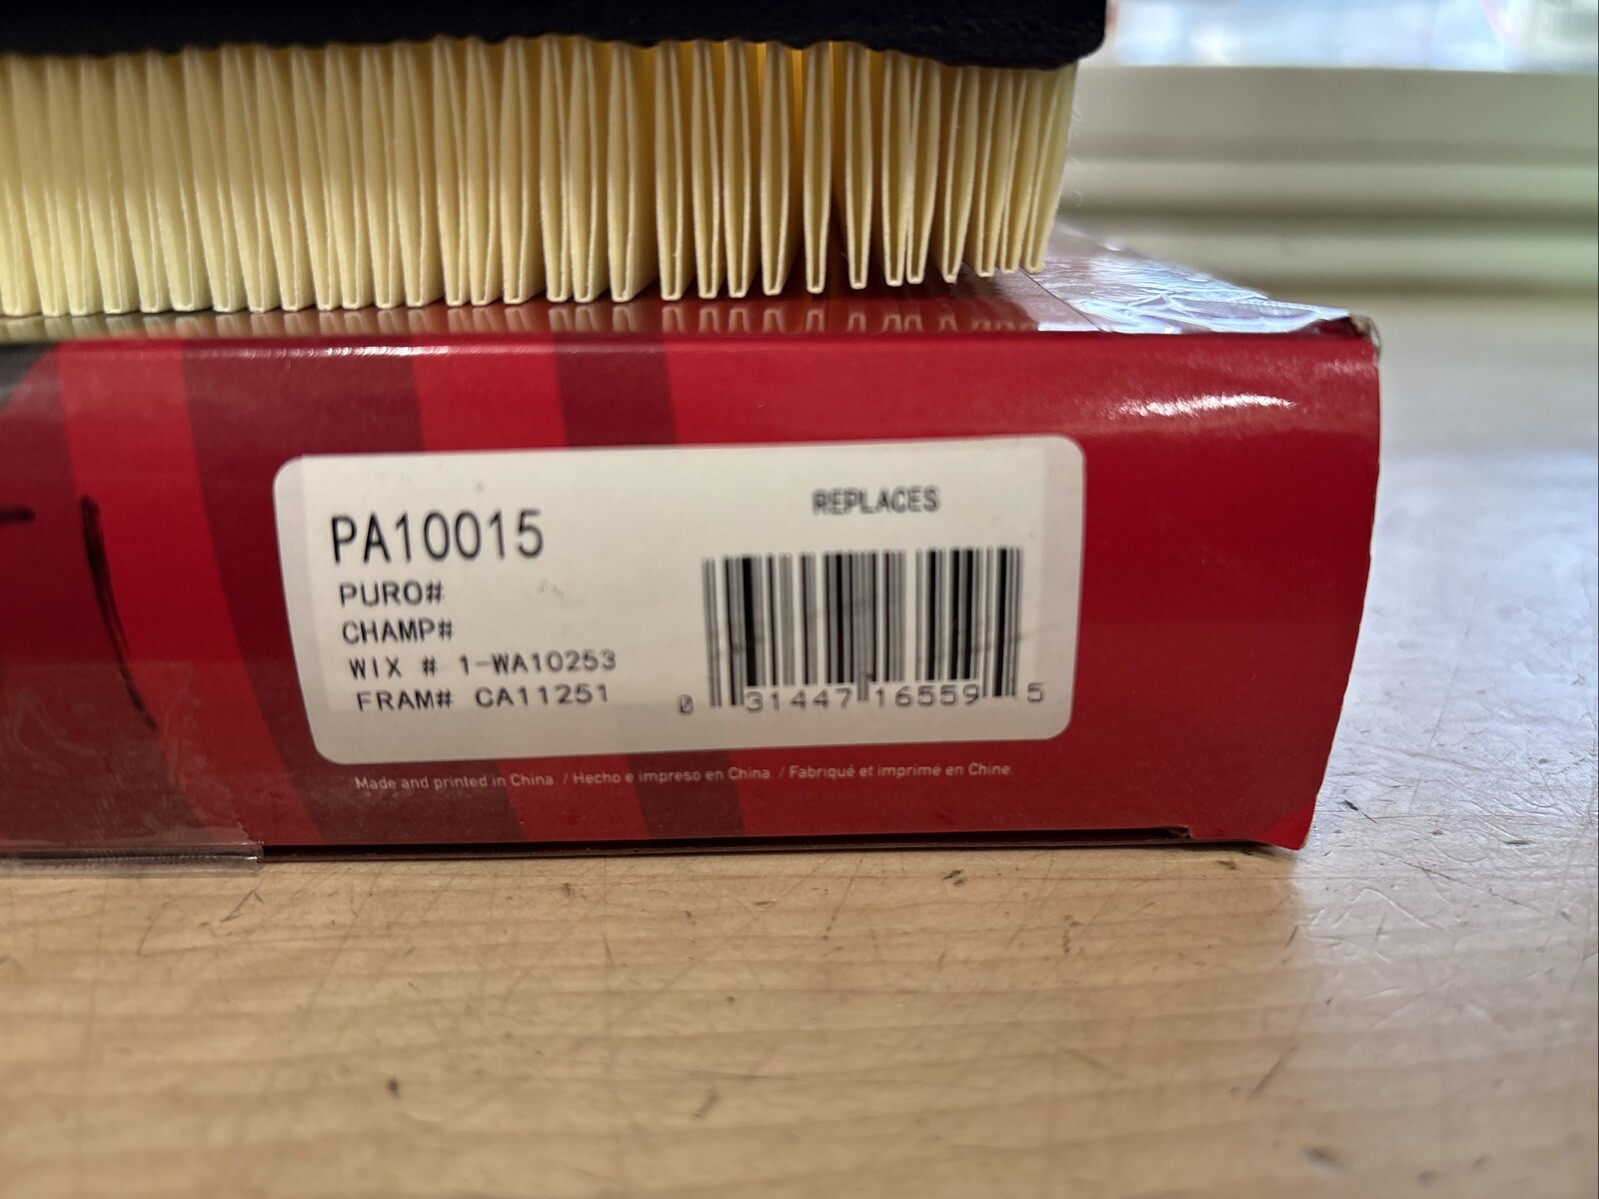 PA10015
PURO#
CHAMP#
WIX # 1-WA10253
FRAM# CA11251
REPLACES
0 31447 16559 5
Made and printed in China. / Hecho e impreso en China. / Fabriqué et imprimé en Chine.